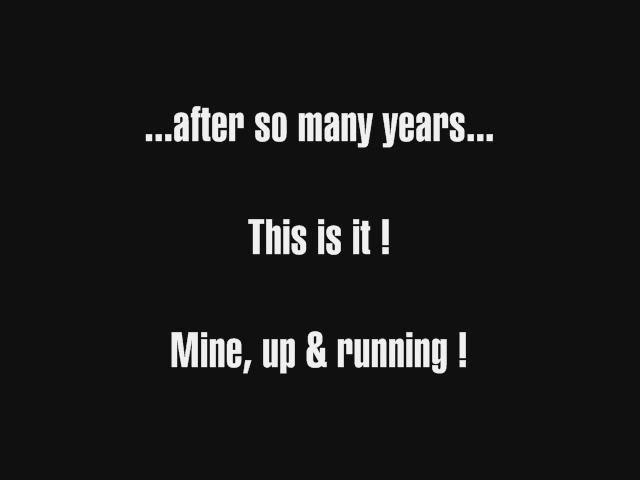 ...after so many years...
This is it !
Mine, up & running !